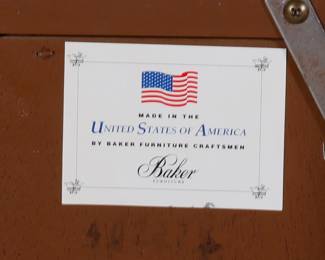 MADE IN THE
UNITED STATES OF AMERICA
BY BAKER FURNITURE CRAFTSMEN
Baker
FURNITURE